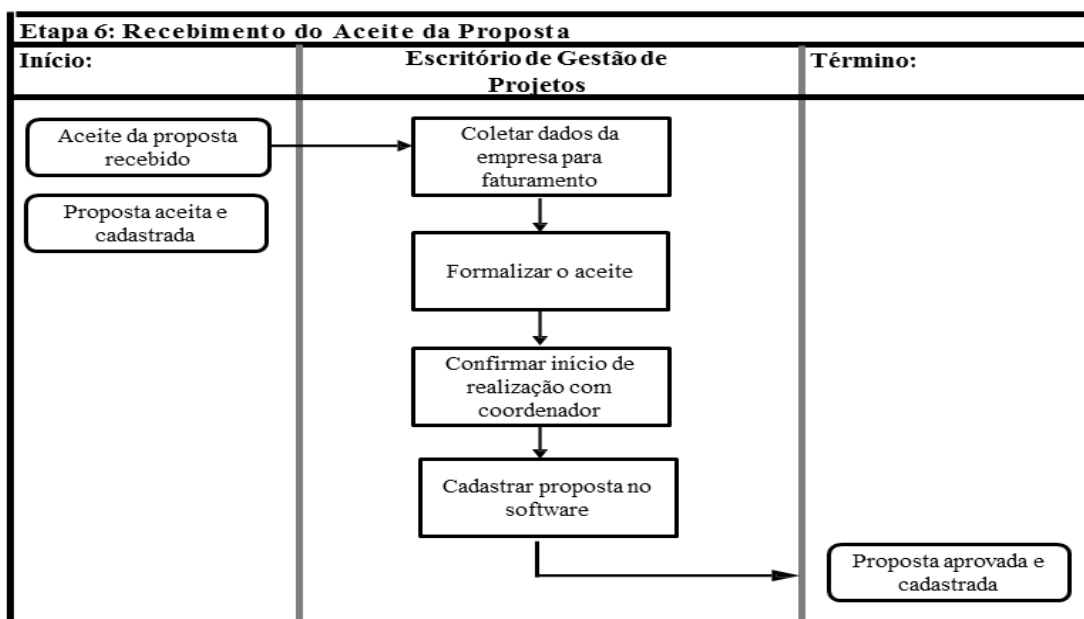 Etapa 6: Recebimento do Aceite da Proposta
Início:
Escritório de Gestão de
Projetos
Término:
Aceite da proposta
recebido
Coletar dados da
empresa para
faturamento
Proposta aceita e
cadastrada
Formalizar o aceite
Confirmar início de
realização com
coordenador
Cadastrar proposta no
software
Proposta aprovada e
cadastrada